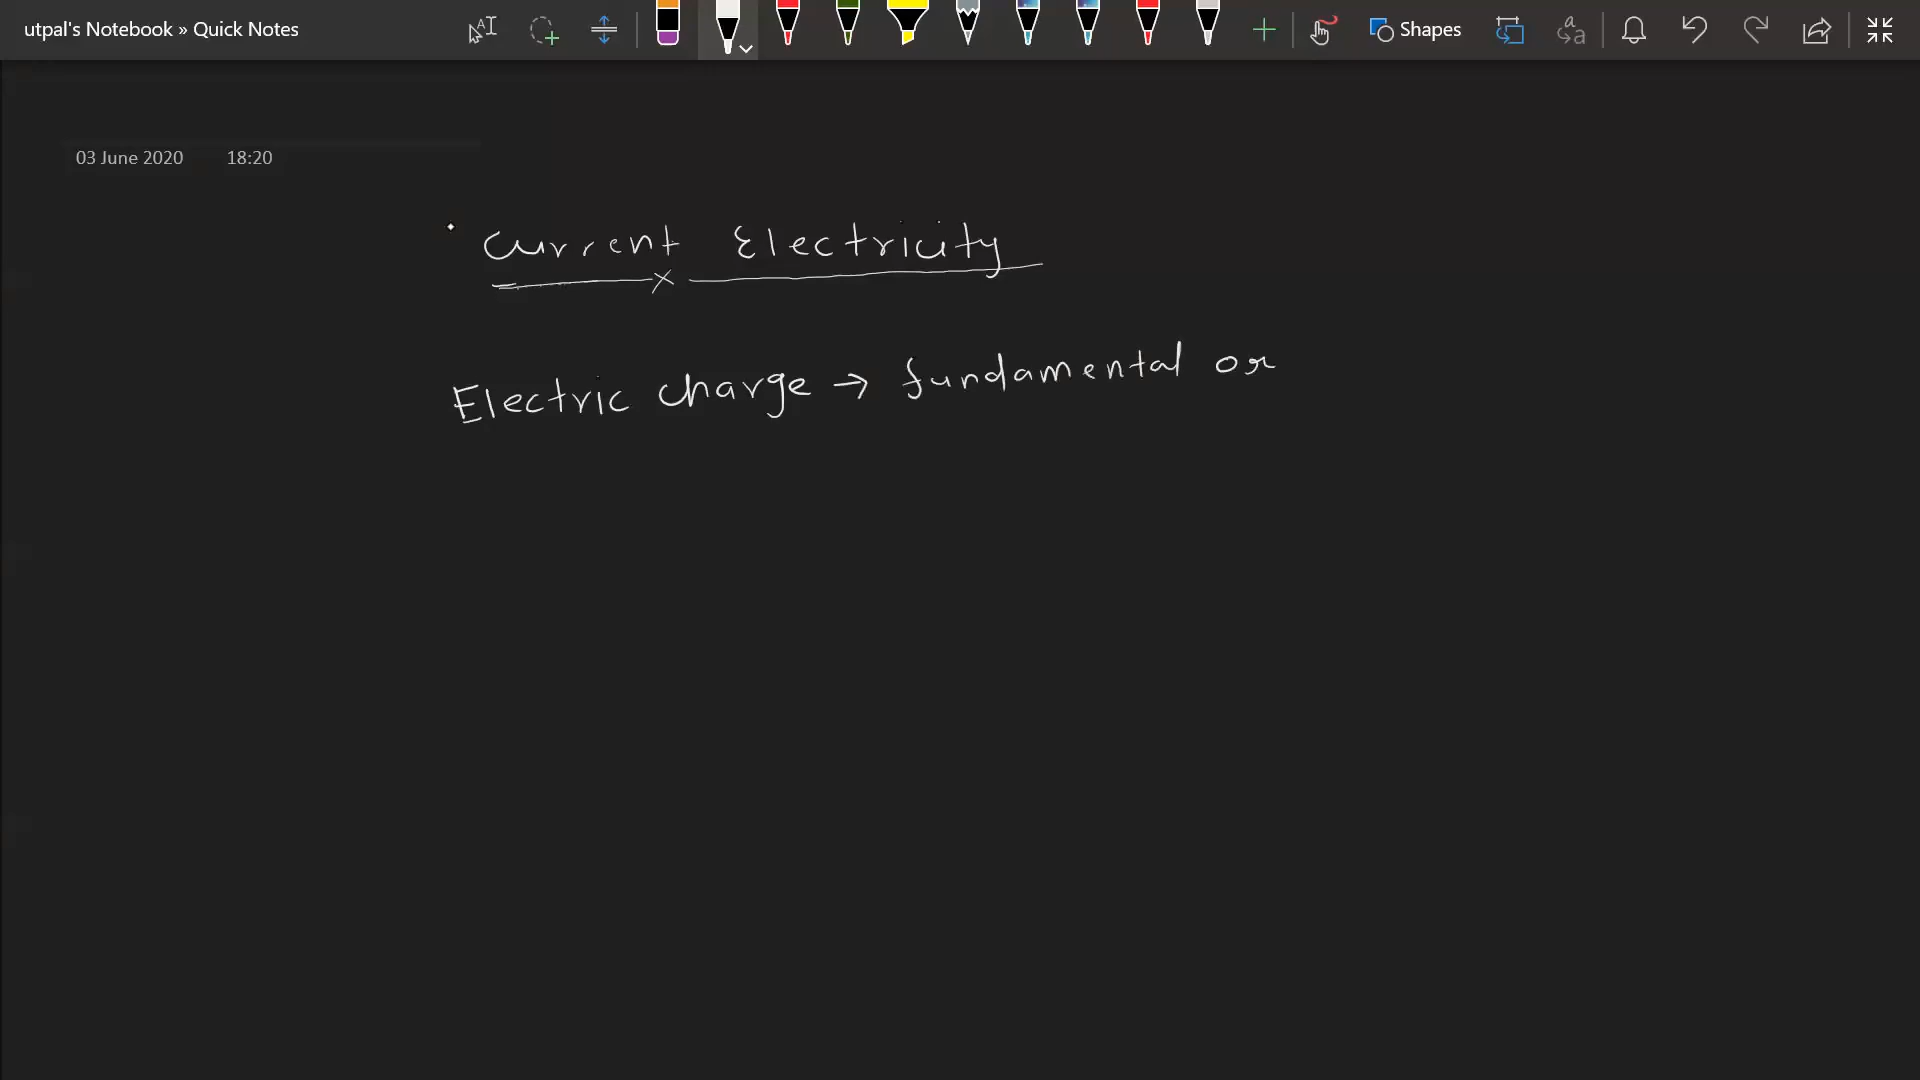 utpal's Notebook » Quick Notes
Shapes
03 June 2020 18:20
Current Electricity
Electric charge → fundamental or